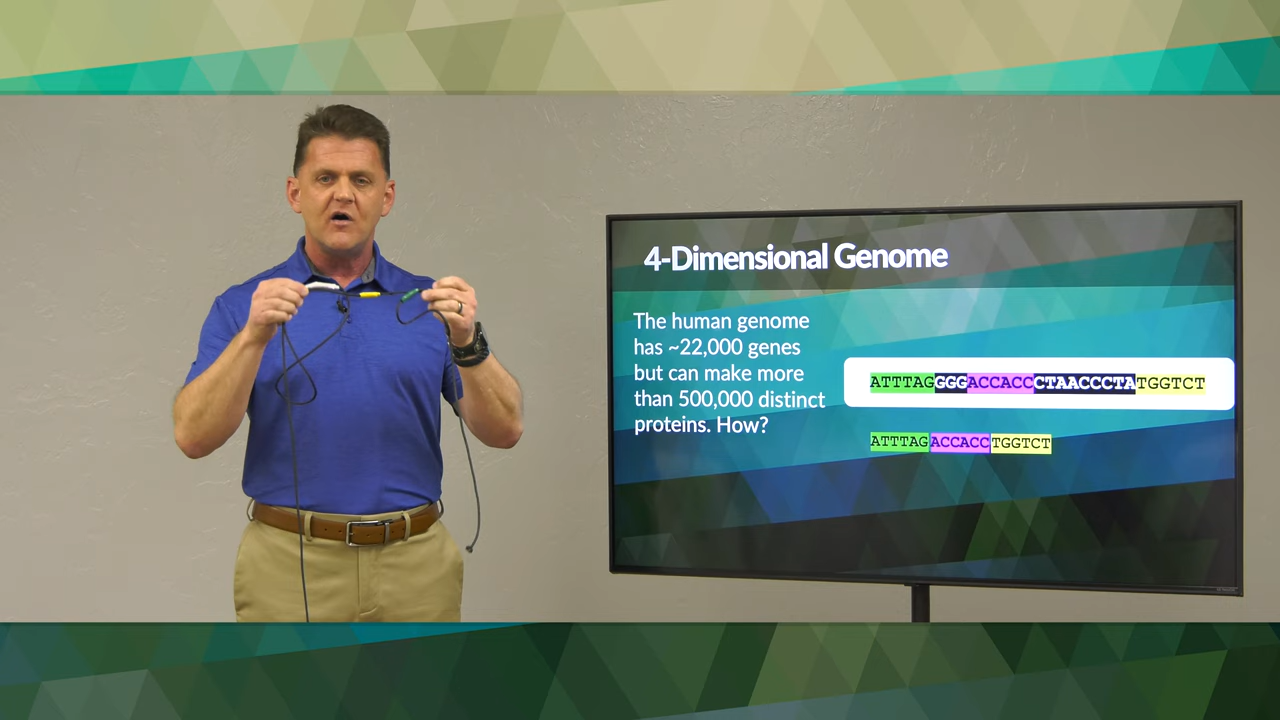 4-Dimensional Genome
The human genome
has ~22,000 genes
but can make more
than 500,000 distinct
proteins. How?
ATTTAGGGGACCACCCTAACCCTATGGTCT
ATTTAGACCACCTGGTCT